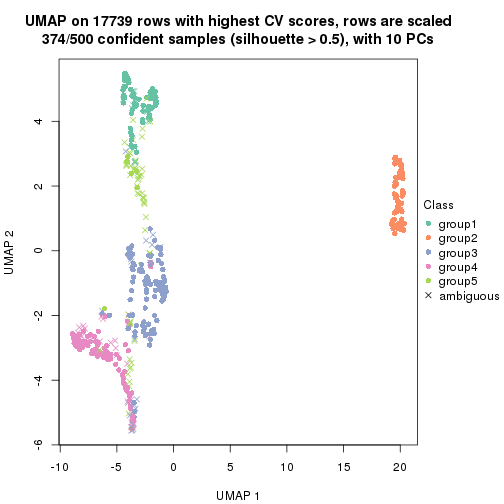 UMAP on 17739 rows with highest CV scores, rows are scaled
374/500 confident samples (silhouette > 0.5), with 10 PCs
4
2
0
-2
-4
-6
UMAP 2
-10
-5
0
5
10
15
20
UMAP 1
Class
group1
group2
group3
group4
group5
ambiguous